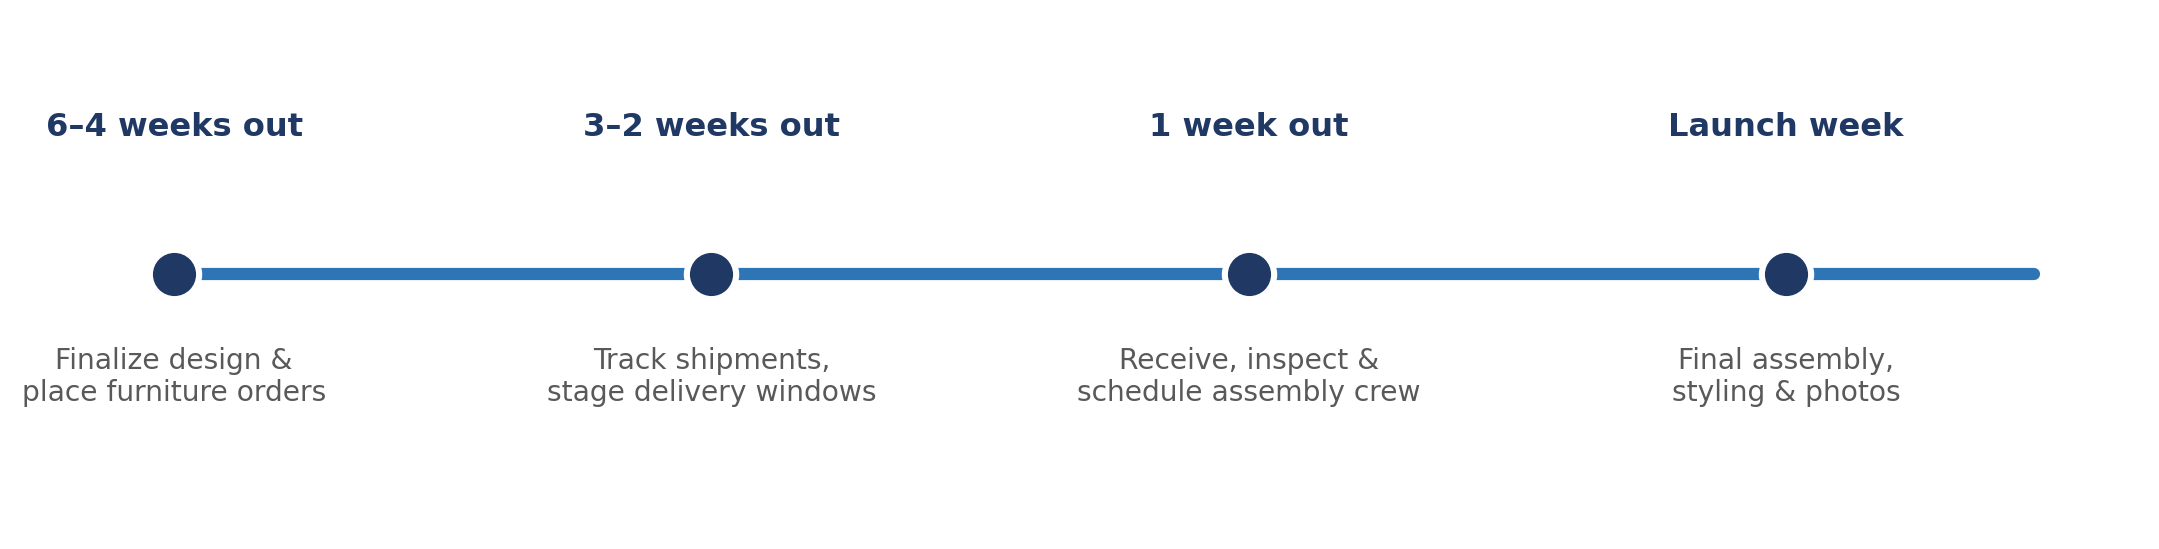 6–4 weeks out
3–2 weeks out
1 week out
Launch week
Finalize design &
place furniture orders
Track shipments,
stage delivery windows
Receive, inspect &
schedule assembly crew
Final assembly,
styling & photos